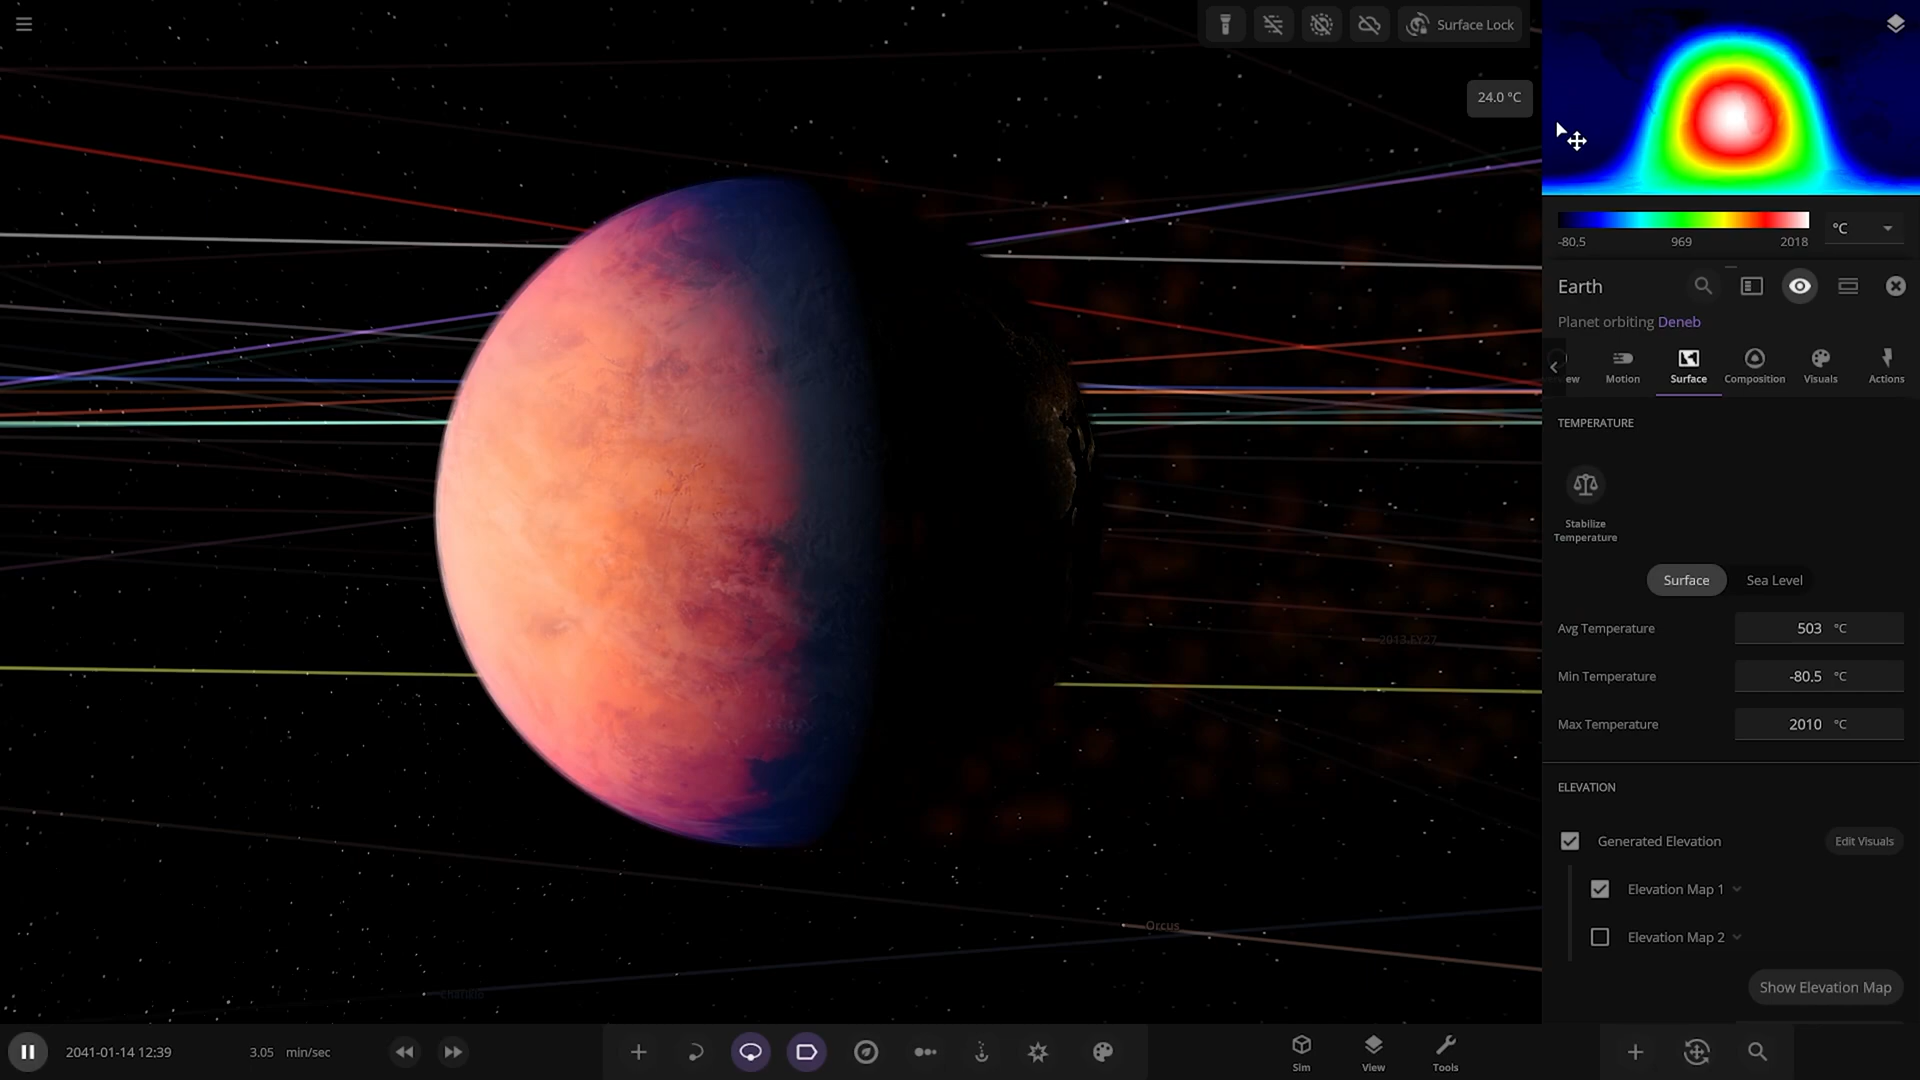 Surface Lock
24.0 °C
°C
-80,5 969 2018
Earth
Planet orbiting Deneb
ew Motion Surface Composition Visuals Actions
TEMPERATURE
Stabilize
Temperature
Surface Sea Level
Avg Temperature 503 °C
Min Temperature -80.5 °C
Max Temperature 2010 °C
ELEVATION
Generated Elevation Edit Visuals
Elevation Map 1
Elevation Map 2
Show Elevation Map
2013 FY27
Orcus
Chariklo
2041-01-14 12:39 3.05 min/sec
Sim View Tools